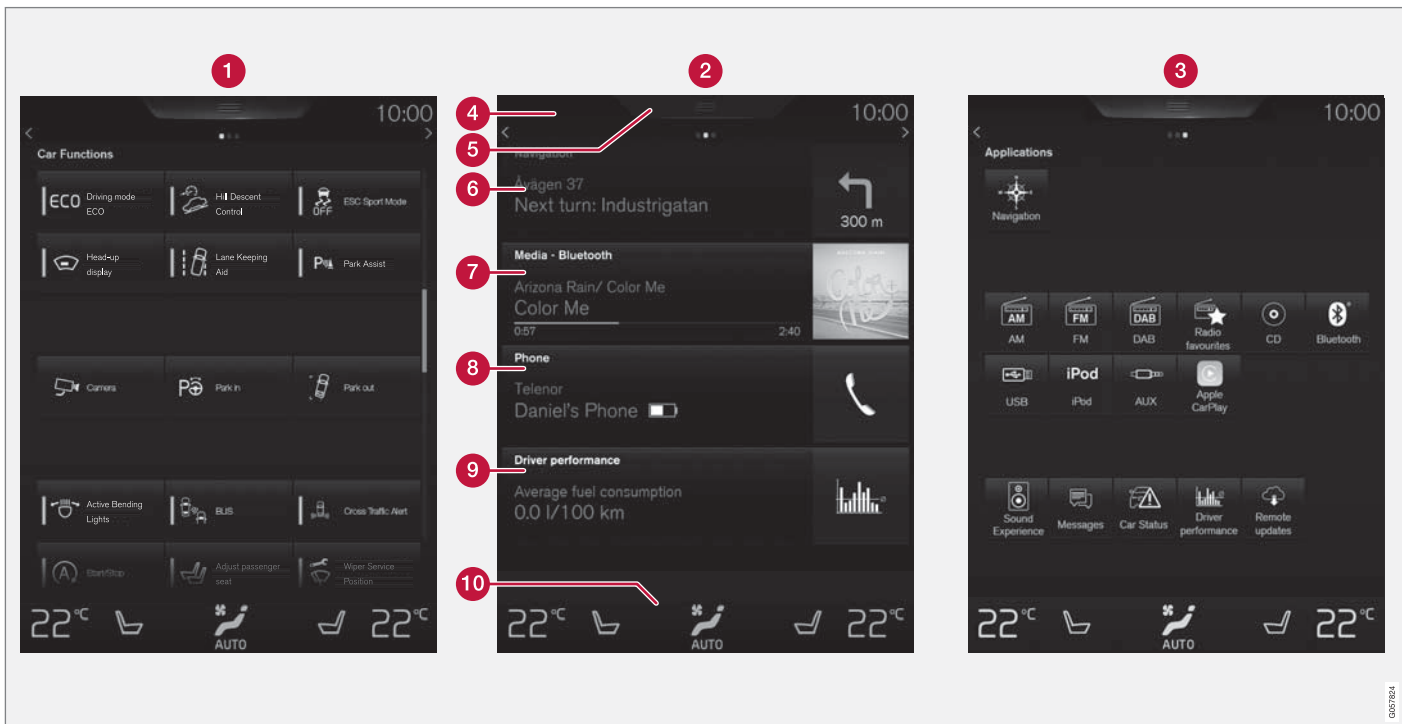 1
2
3
10:00
Car Functions
ECO Driving mode
ECO
Hill Descent
Control
OFF
ESC Sport Mode
Head-up
display
Lane Keeping
Aid
P Park Assist
Camera
P Park in
Park out
Active Bending
Lights
BLIS
Cross Traffic Alert
A Start/Stop
Adjust passenger
seat
Wiper Service
Position
22°C
AUTO
22°C
4
10:00
5
Navigation
6
Åvägen 37
Next turn: Industrigatan
300 m
Media - Bluetooth
7
Arizona Rain/ Color Me
Color Me
0:57
2:40
Color Me
Phone
8
Telenor
Daniel's Phone
Driver performance
9
Average fuel consumption
0.0 l/100 km
10
22°C
AUTO
22°C
10:00
Applications
Navigation
AM
FM
DAB
AM
FM
DAB
Radio
favourites
CD
Bluetooth
iPod
USB
iPod
AUX
Apple
CarPlay
Sound
Experience
Messages
Car Status
Driver
performance
Remote
updates
22°C
AUTO
22°C
G057824